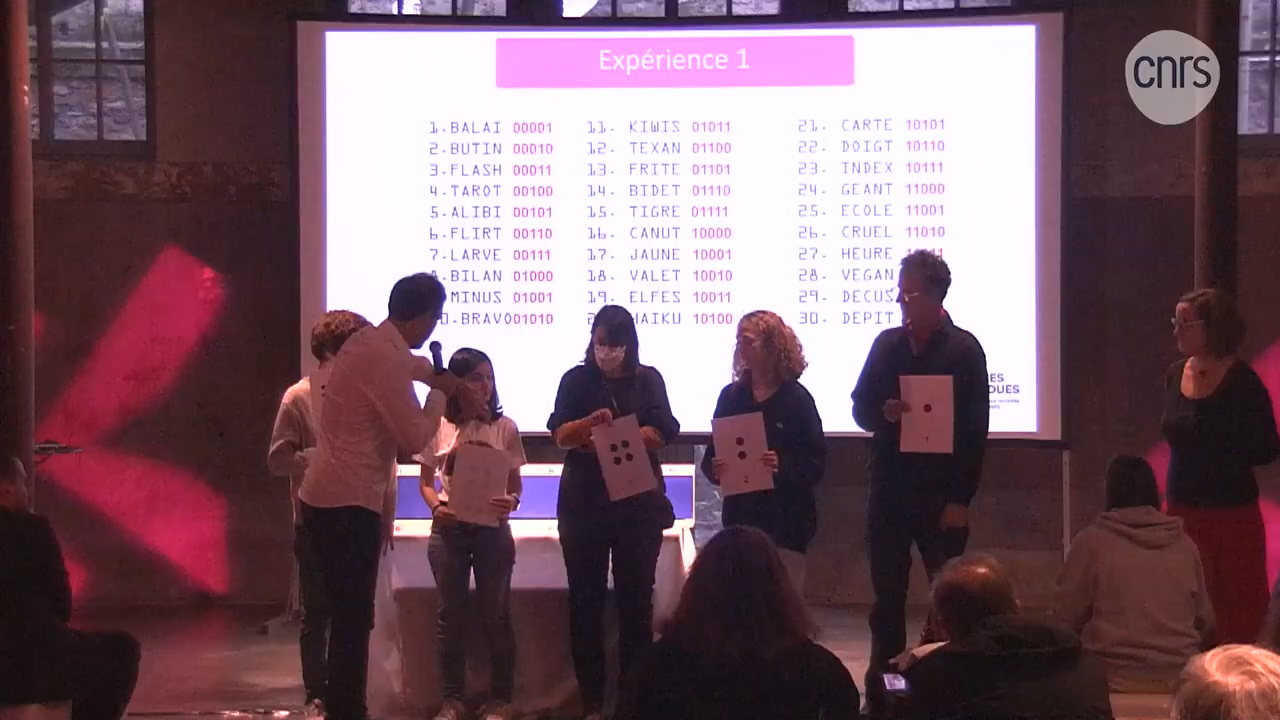 cnrs
Expérience 1
1. BALAI 00001
2. BUTIN 00010
3. FLASH 00011
4. TAROT 00100
5. ALIBI 00101
6. FLIRT 00110
7. LARVE 00111
BILAN 01000
MINUS 01001
BRAVO 01010
11. KIWIS 01011
12. TEXAN 01100
13. FRITE 01101
14. BIDET 01110
15. TIGRE 01111
16. CANUT 10000
17. JAUNE 10001
18. VALET 10010
19. ELFES 10011
HAIKU 10100
21. CARTE 10101
22. DOIGT 10110
23. INDEX 10111
24. GEANT 11000
25. ECOLE 11001
26. CRUEL 11010
27. HEURE
28. VEGAN
29. DECUS
30. DEPIT
2
1